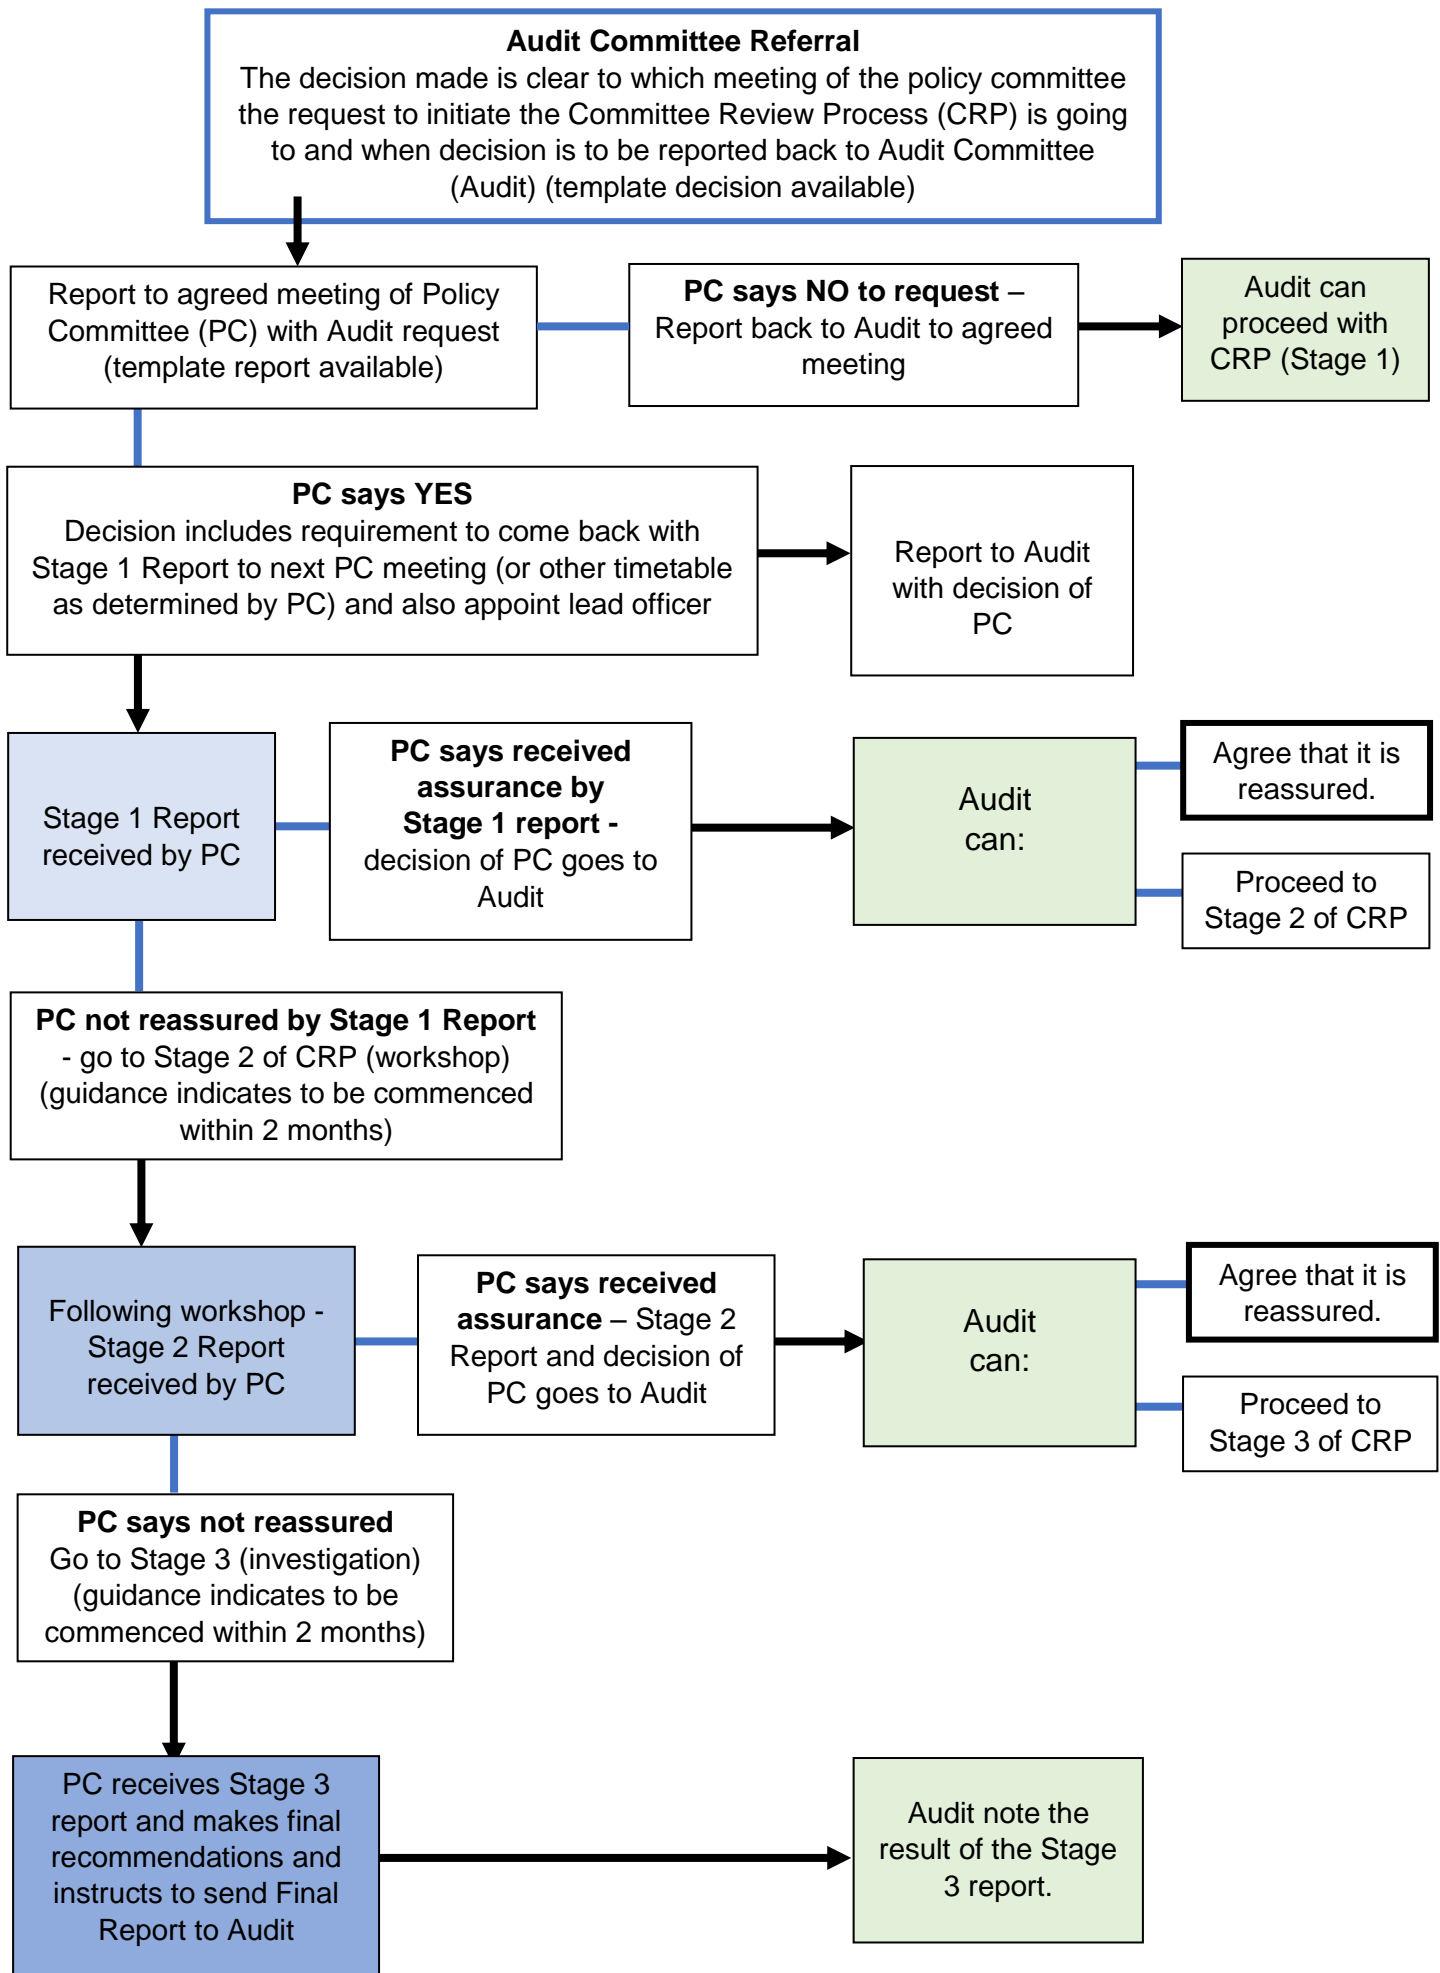 Audit Committee Referral
The decision made is clear to which meeting of the policy committee
the request to initiate the Committee Review Process (CRP) is going
to and when decision is to be reported back to Audit Committee
(Audit) (template decision available)
Report to agreed meeting of Policy
Committee (PC) with Audit request
(template report available)
PC says NO to request –
Report back to Audit to agreed
meeting
Audit can
proceed with
CRP (Stage 1)
PC says YES
Decision includes requirement to come back with
Stage 1 Report to next PC meeting (or other timetable
as determined by PC) and also appoint lead officer
Report to Audit
with decision of
PC
Stage 1 Report
received by PC
PC says received
assurance by
Stage 1 report -
decision of PC goes to
Audit
Audit
can:
Agree that it is
reassured.
Proceed to
Stage 2 of CRP
PC not reassured by Stage 1 Report
- go to Stage 2 of CRP (workshop)
(guidance indicates to be commenced
within 2 months)
Following workshop -
Stage 2 Report
received by PC
PC says received
assurance – Stage 2
Report and decision of
PC goes to Audit
Audit
can:
Agree that it is
reassured.
Proceed to
Stage 3 of CRP
PC says not reassured
Go to Stage 3 (investigation)
(guidance indicates to be
commenced within 2 months)
PC receives Stage 3
report and makes final
recommendations and
instructs to send Final
Report to Audit
Audit note the
result of the Stage
3 report.